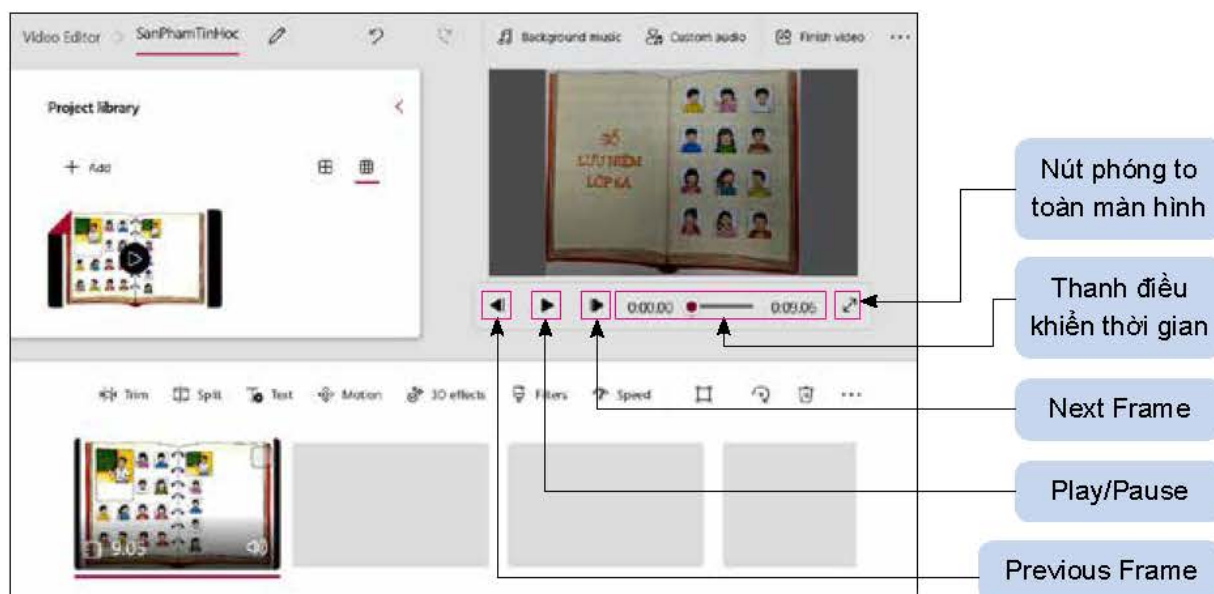 Video Editor > SanPhamTinHoc
Background music
Custom audio
Finish video
Project library
+ Add
SỔ
LƯU NIỆM
LỚP 6A
0:00.00
0:09.06
Trim
Split
Text
Motion
3D effects
Filters
Speed
9.05
Nút phóng to
toàn màn hình
Thanh điều
khiển thời gian
Next Frame
Play/Pause
Previous Frame